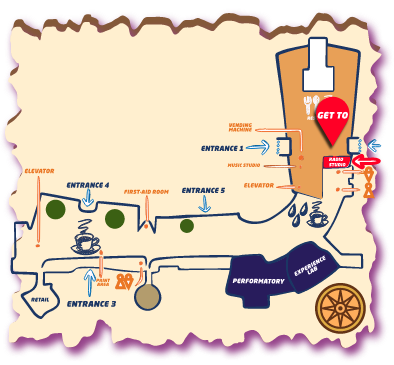 GET TO
VENDING
MACHINE
ENTRANCE 1
RADIO
STUDIO
MUSIC STUDIO
ELEVATOR
ELEVATOR
ENTRANCE 4
FIRST-AID ROOM
ENTRANCE 5
EXPERIENCE
LAB
PERFORMATORY
PRINT
AREA
RETAIL
ENTRANCE 3